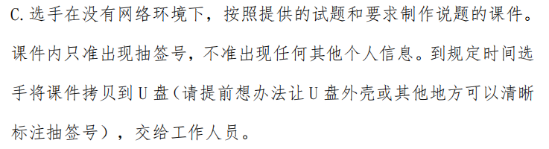 C.选手在没有网络环境下，按照提供的试题和要求制作说题的课件。
课件内只准出现抽签号，不准出现任何其他个人信息。到规定时间选
手将课件拷贝到 U 盘（请提前想办法让 U 盘外壳或其他地方可以清晰
标注抽签号），交给工作人员。